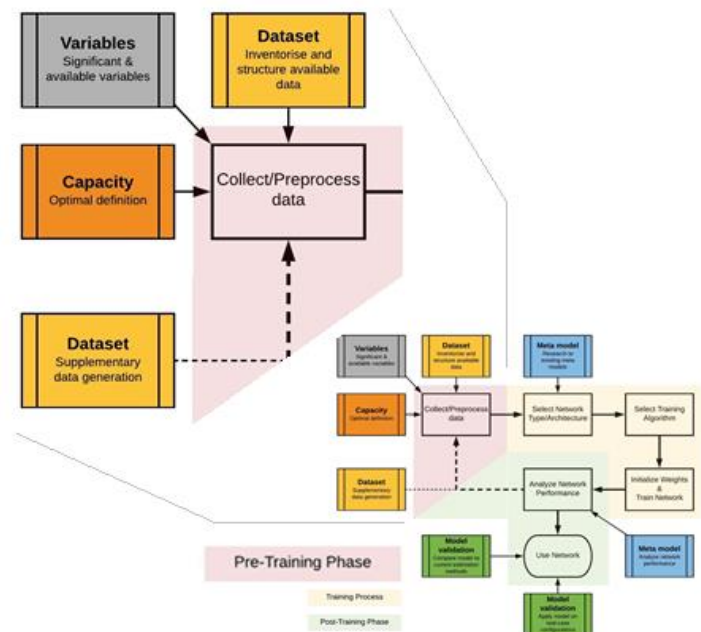 Variables
Significant &
available variables
Dataset
Inventorise and
structure available
data
Capacity
Optimal definition
Collect/Preprocess
data
Dataset
Supplementary
data generation
Variables
Significant &
available variables
Dataset
Inventorise and
structure available
data
Meta model
Research to
existing meta
models
Capacity
Optimal definition
Collect/Preprocess
data
Select Network
Type/Architecture
Select Training
Algorithm
Dataset
Supplementary
data generation
Analyze Network
Performance
Initialize Weights
&
Train Network
Model
validation
Compare model to
current estimation
methods
Use Network
Meta model
Analyze network
performance
Model
validation
Apply model on
real-case
configurations
Pre-Training Phase
Training Process
Post-Training Phase